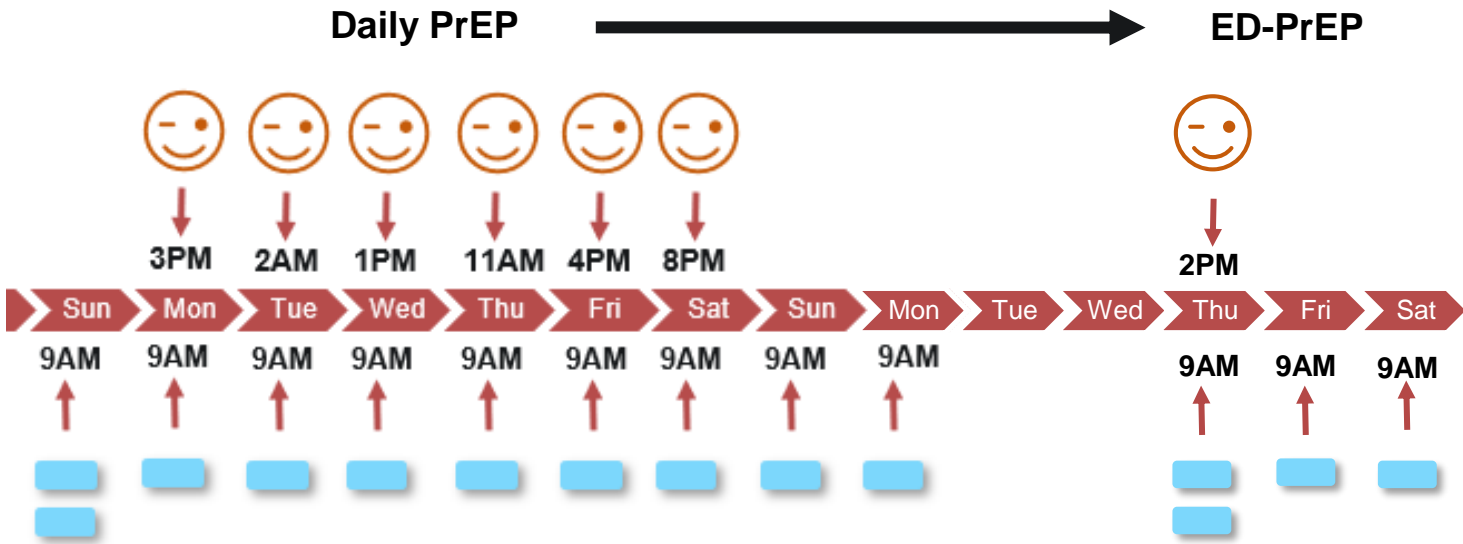 Daily PrEP ED-PrEP
3PM 2AM 1PM 11AM 4PM 8PM 2PM
Sun Mon Tue Wed Thu Fri Sat Sun Mon Tue Wed Thu Fri Sat
9AM 9AM 9AM 9AM 9AM 9AM 9AM 9AM 9AM 9AM 9AM 9AM